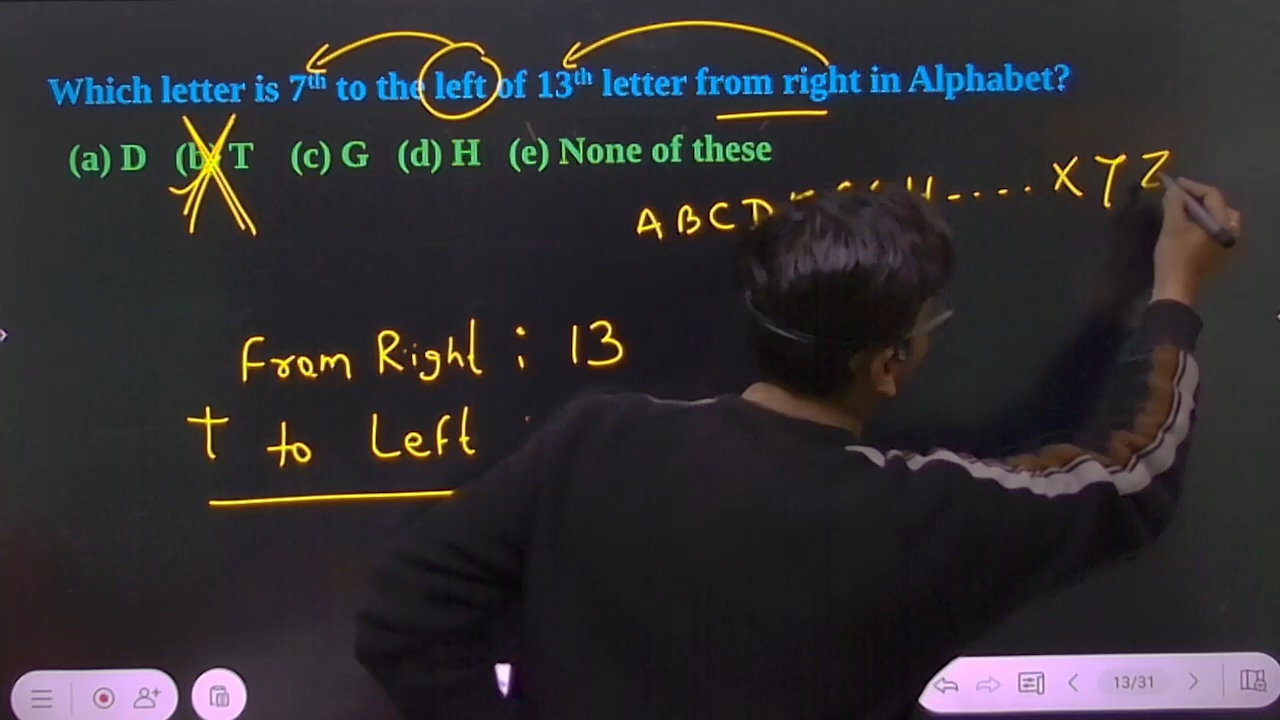 Which letter is 7th to the left of 13th letter from right in Alphabet?
(a) D (b) T (c) G (d) H (e) None of these
A B C D .... X Y Z
From Right : 13
+ to Left :
13/31